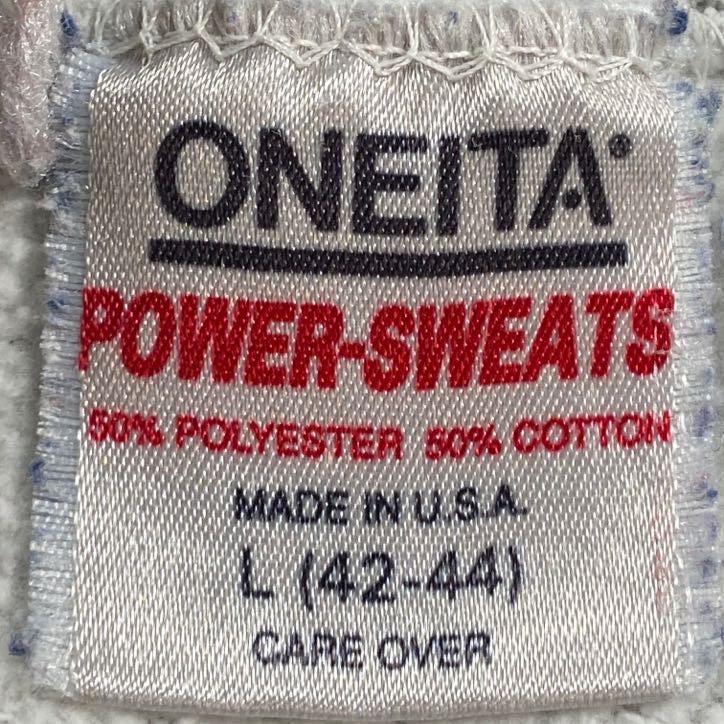 ONEITA
POWER-SWEATS
50% POLYESTER 50% COTTON
MADE IN U.S.A.
L (42-44)
CARE OVER